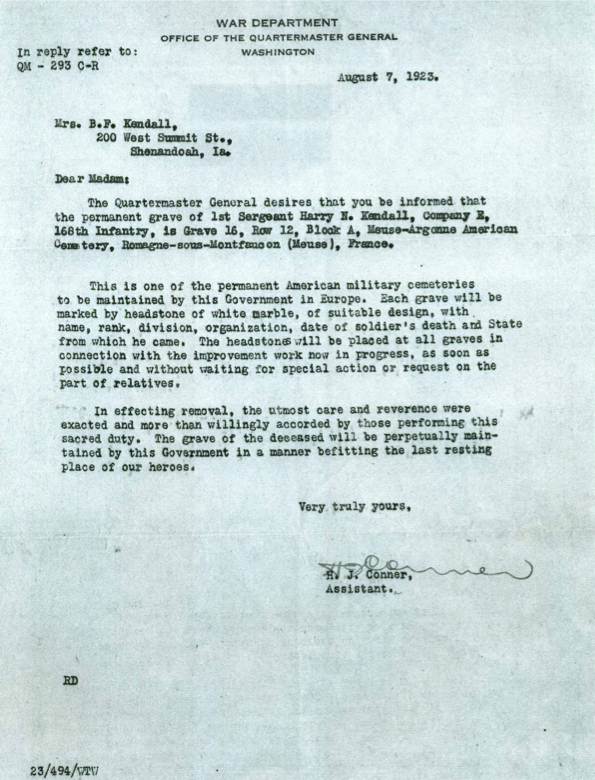 WAR DEPARTMENT
OFFICE OF THE QUARTERMASTER GENERAL
WASHINGTON
In reply refer to:
QM - 293 C-R
August 7, 1923.
Mrs. B.F. Kendall,
200 West Summit St.,
Shenandoah, Ia.
Dear Madam:
The Quartermaster General desires that you be informed that
the permanent grave of 1st Sergeant Harry N. Kendall, Company E,
168th Infantry, is Grave 16, Row 12, Block A, Meuse-Argonne American
Cemetery, Romagne-sous-Montfaucon (Meuse), France.
This is one of the permanent American military cemeteries
to be maintained by this Government in Europe. Each grave will be
marked by headstone of white marble, of suitable design, with
name, rank, division, organization, date of soldier's death and State
from which he came. The headstones will be placed at all graves in
connection with the improvement work now in progress, as soon as
possible and without waiting for special action or request on the
part of relatives.
In effecting removal, the utmost care and reverence were
exacted and more than willingly accorded by those performing this
sacred duty. The grave of the deceased will be perpetually main-
tained by this Government in a manner befitting the last resting
place of our heroes.
Very truly yours,
H J Conner
H. J. Conner,
Assistant.
RD
23/494/WTW